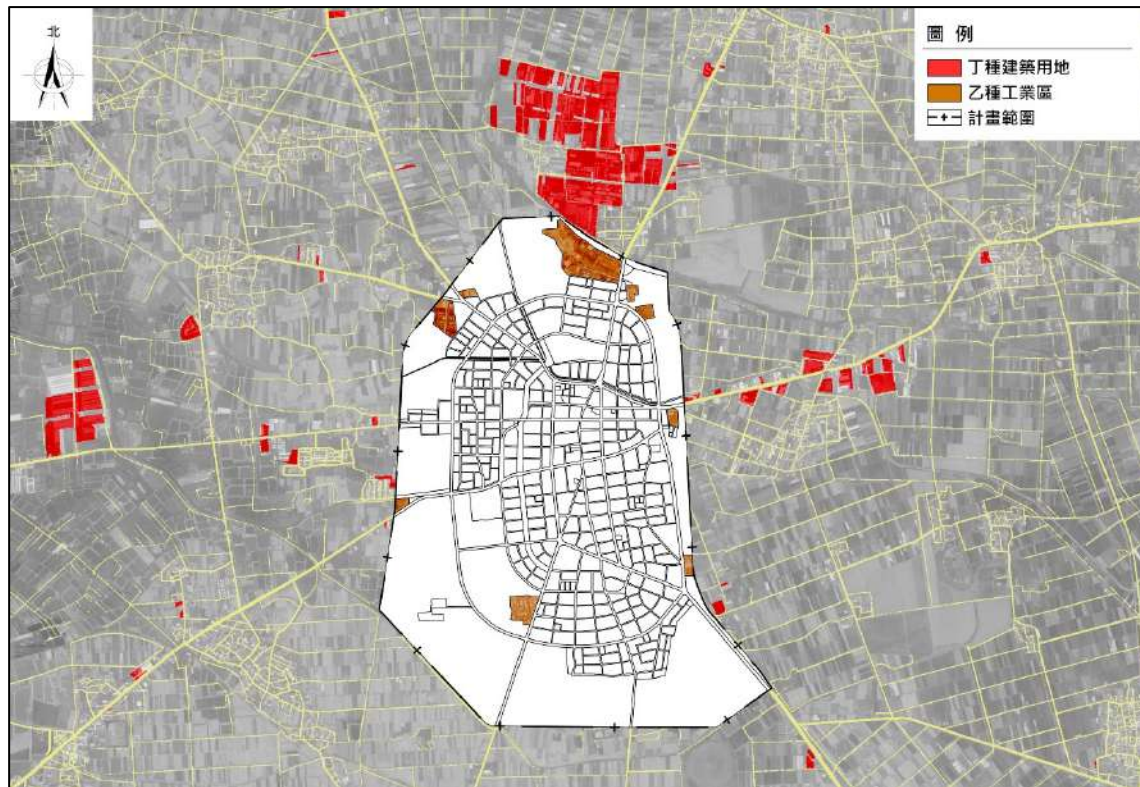 北
圖 例
丁種建築用地
乙種工業區
計畫範圍